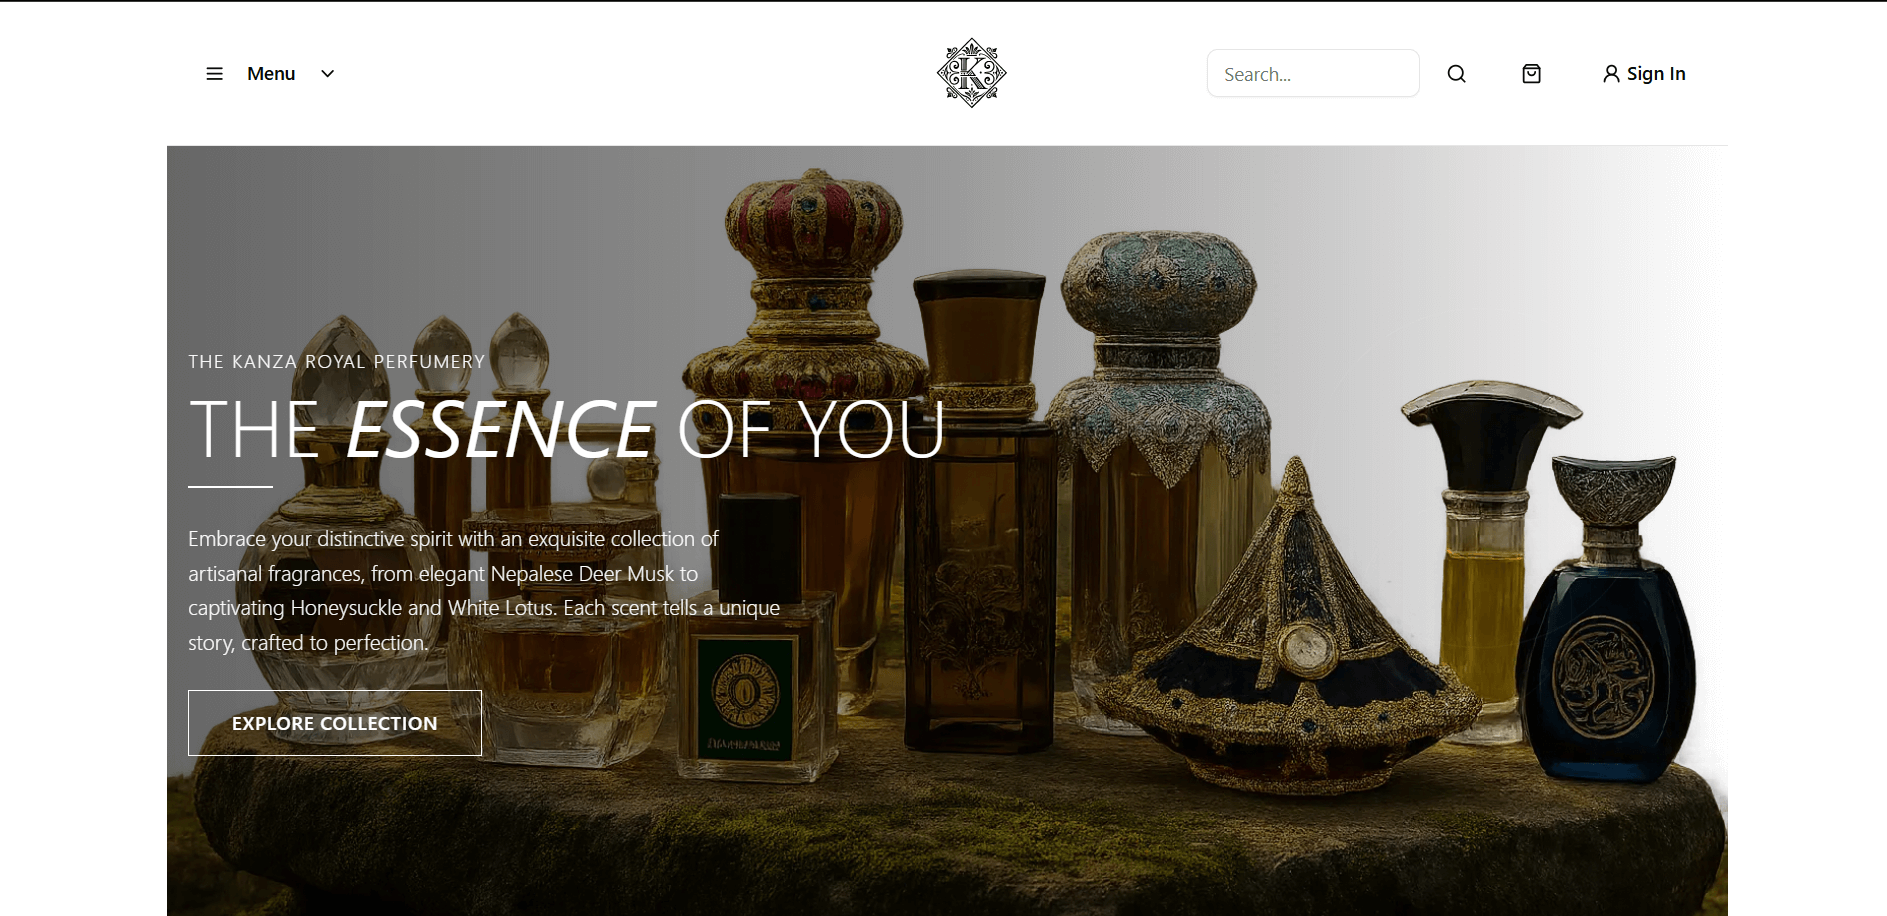 Menu
K
Search...
Sign In
THE KANZA ROYAL PERFUMERY
THE ESSENCE OF YOU
Embrace your distinctive spirit with an exquisite collection of
artisanal fragrances, from elegant Nepalese Deer Musk to
captivating Honeysuckle and White Lotus. Each scent tells a unique
story, crafted to perfection.
EXPLORE COLLECTION